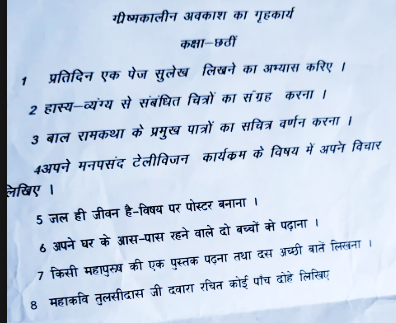 ग्रीष्मकालीन अवकाश का गृहकार्य
कक्षा–छठीं
1 प्रतिदिन एक पेज सुलेख लिखने का अभ्यास करिए ।
2 हास्य–व्यंग्य से संबंधित चित्रों का संग्रह करना ।
3 बाल रामकथा के प्रमुख पात्रों का सचित्र वर्णन करना ।
4अपने मनपसंद टेलीविजन कार्यकम के विषय में अपने विचार
लिखिए ।
5 जल ही जीवन है-विषय पर पोस्टर बनाना ।
6 अपने घर के आस-पास रहने वाले दो बच्चों को पढ़ाना ।
7 किसी महापुरुष की एक पुस्तक पढ़ना तथा दस अच्छी बातें लिखना ।
8 महाकवि तुलसीदास जी दवारा रचित कोई पाँच दोहे लिखिए